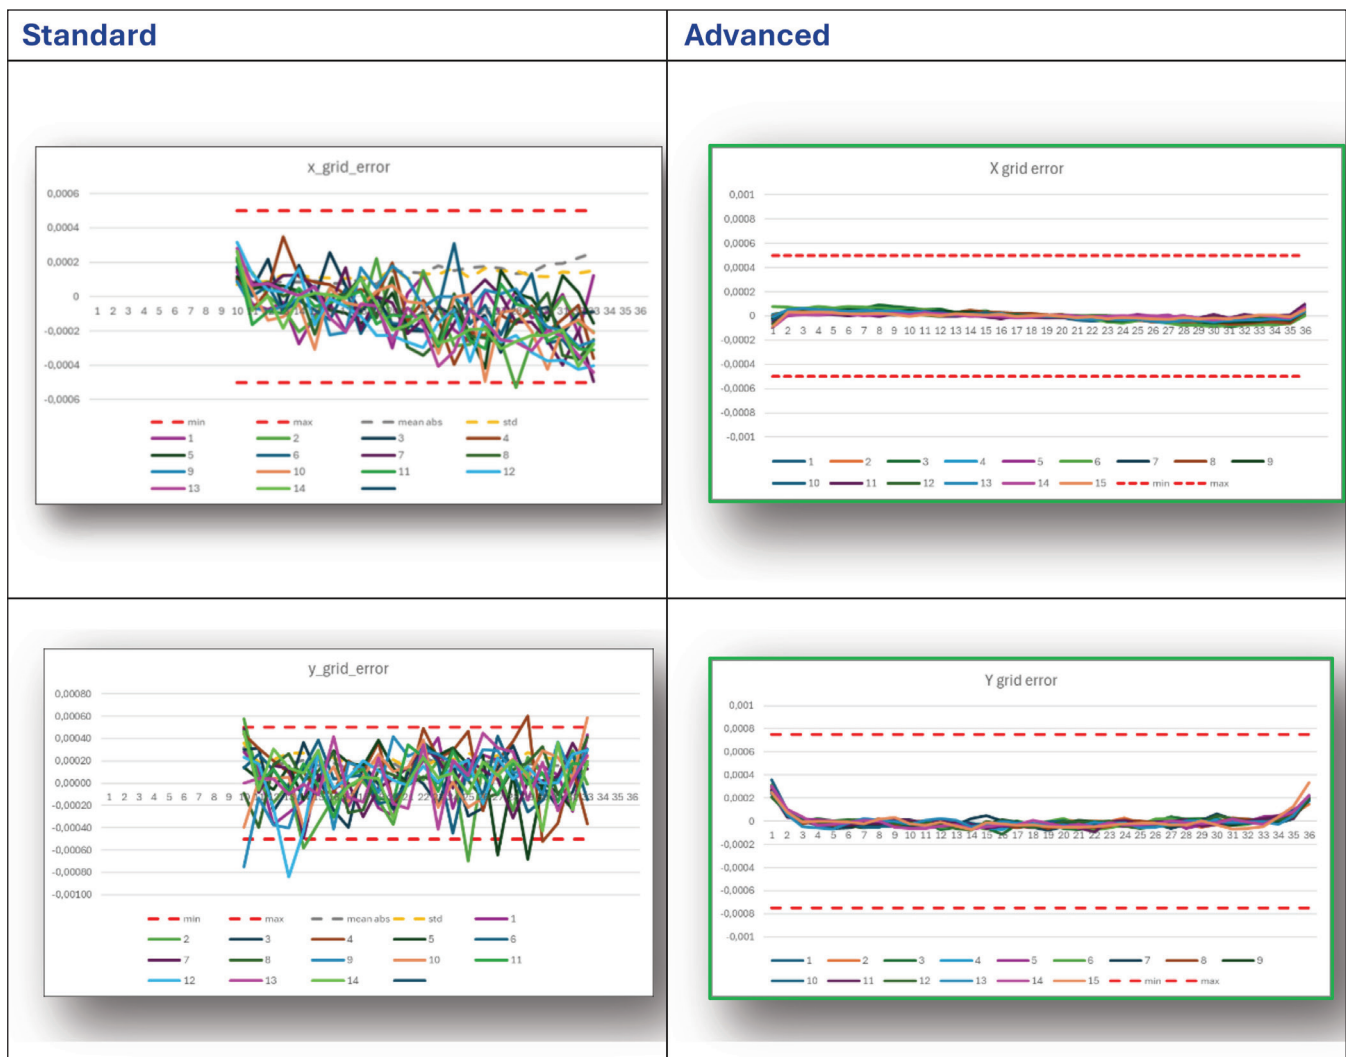 Standard
Advanced
x_grid_error
0,0006
0,0004
0,0002
0
-0,0002
-0,0004
-0,0006
1 2 3 4 5 6 7 8 9 10 34 35 36
min max mean abs std
1 2 3 4
5 6 7 8
9 10 11 12
13 14
X grid error
0,001
0,0008
0,0006
0,0004
0,0002
0
-0,0002
-0,0004
-0,0006
-0,0008
-0,001
1 2 3 4 5 6 7 8 9 10 11 12 13 14 15 16 17 18 19 20 21 22 23 24 25 26 27 28 29 30 31 32 33 34 35 36
1 2 3 4 5 6 7 8 9
10 11 12 13 14 15 min max
y_grid_error
0,00080
0,00060
0,00040
0,00020
0,00000
-0,00020
-0,00040
-0,00060
-0,00080
-0,00100
1 2 3 4 5 6 7 8 9 33 34 35 36
min max mean abs std 1
2 3 4 5 6
7 8 9 10 11
12 13 14
Y grid error
0,001
0,0008
0,0006
0,0004
0,0002
0
-0,0002
-0,0004
-0,0006
-0,0008
-0,001
1 2 3 4 5 6 7 8 9 10 11 12 13 14 15 16 17 18 19 20 21 22 23 24 25 26 27 28 29 30 31 32 33 34 35 36
1 2 3 4 5 6 7 8 9
10 11 12 13 14 15 min max